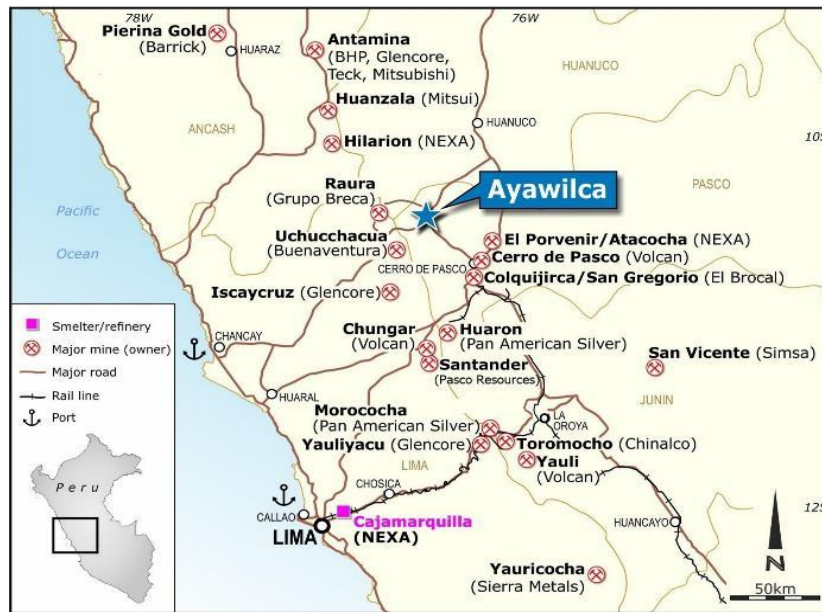 78W
76W
Pierina Gold
(Barrick)
HUARAZ
Antamina
(BHP, Glencore,
Teck, Mitsubishi)
HUANUCO
Huanzala (Mitsui)
ANCASH
HUANUCO
10S
Hilarion (NEXA)
Raura
(Grupo Breca)
Ayawilca
PASCO
Pacific
Ocean
Uchucchacua
(Buenaventura)
El Porvenir/Atacocha (NEXA)
CERRO DE PASCO
Cerro de Pasco (Volcan)
Colquijirca/San Gregorio (El Brocal)
Iscaycruz (Glencore)
Smelter/refinery
Major mine (owner)
Major road
Rail line
Port
CHANCAY
Chungar
(Volcan)
Huaron
(Pan American Silver)
San Vicente (Simsa)
Santander
(Pasco Resources)
HUARAL
JUNIN
Morococha
(Pan American Silver)
LA
OROYA
Yauliyacu (Glencore)
Toromocho (Chinalco)
Yauli
(Volcan)
LIMA
CHOSICA
Peru
CALLAO
LIMA
Cajamarquilla
(NEXA)
HUANCAYO
12S
Yauricocha
(Sierra Metals)
N
50km